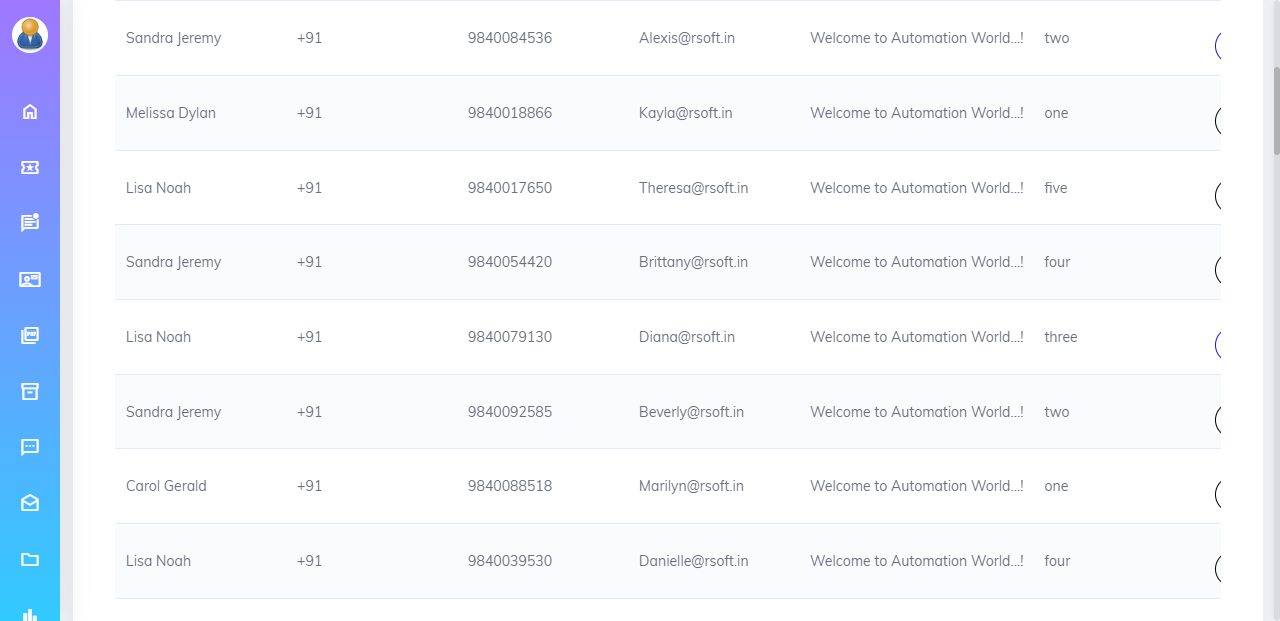 Sandra Jeremy +91 9840084536 Alexis@rsoft.in Welcome to Automation World...! two
Melissa Dylan +91 9840018866 Kayla@rsoft.in Welcome to Automation World...! one
Lisa Noah +91 9840017650 Theresa@rsoft.in Welcome to Automation World...! five
Sandra Jeremy +91 9840054420 Brittany@rsoft.in Welcome to Automation World...! four
Lisa Noah +91 9840079130 Diana@rsoft.in Welcome to Automation World...! three
Sandra Jeremy +91 9840092585 Beverly@rsoft.in Welcome to Automation World...! two
Carol Gerald +91 9840088518 Marilyn@rsoft.in Welcome to Automation World...! one
Lisa Noah +91 9840039530 Danielle@rsoft.in Welcome to Automation World...! four